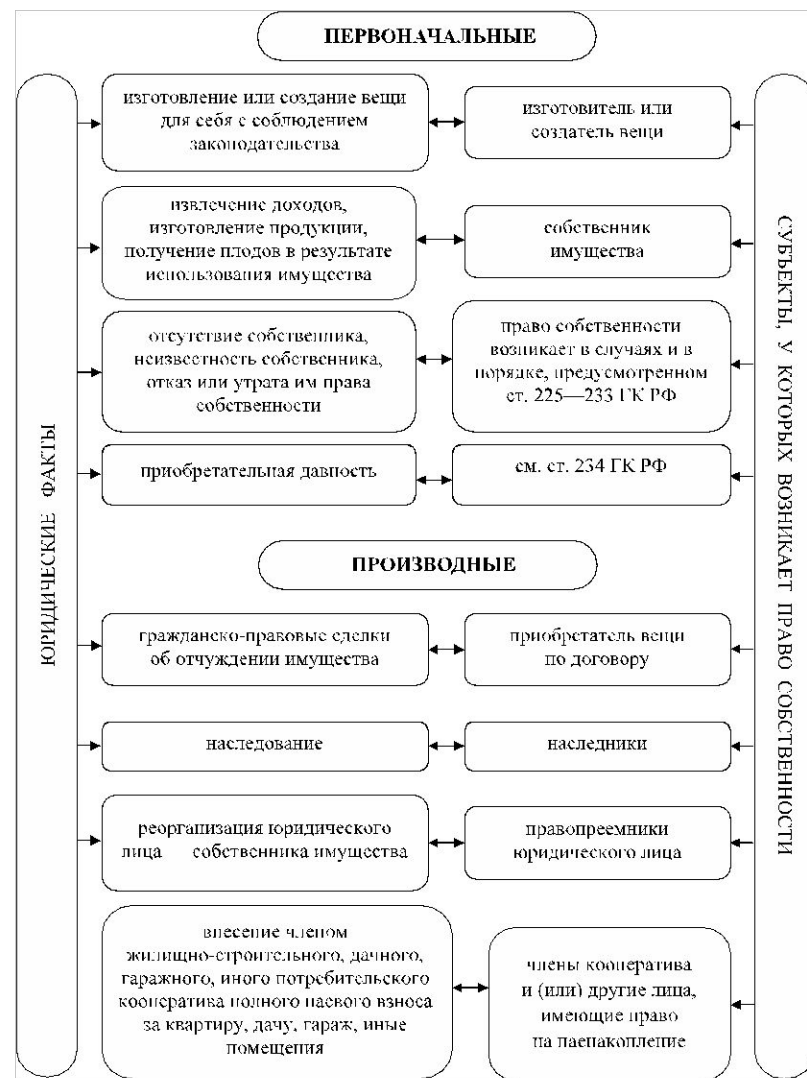 ПЕРВОНАЧАЛЬНЫЕ
изготовление или создание вещи
для себя с соблюдением
законодательства
изготовитель или
создатель вещи
извлечение доходов,
изготовление продукции,
получение плодов в результате
использования имущества
собственник
имущества
отсутствие собственника,
неизвестность собственника,
отказ или утрата им права
собственности
право собственности
возникает в случаях и в
порядке, предусмотренном
ст. 225—233 ГК РФ
приобретательная давность
см. ст. 234 ГК РФ
ПРОИЗВОДНЫЕ
гражданско-правовые сделки
об отчуждении имущества
приобретатель вещи
по договору
наследование
наследники
реорганизация юридического
лица собственника имущества
правопреемники
юридического лица
внесение членом
жилищно-строительного, дачного,
гаражного, иного потребительского
кооператива полного паевого взноса
за квартиру, дачу, гараж, иные
помещения
члены кооператива
и (или) другие лица,
имеющие право
на паенакопление
ЮРИДИЧЕСКИЕ ФАКТЫ
СУБЪЕКТЫ, У КОТОРЫХ ВОЗНИКАЕТ ПРАВО СОБСТВЕННОСТИ